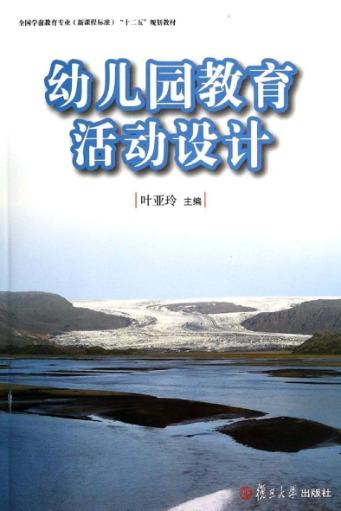 全国学前教育专业（新课程标准）“十二五”规划教材
幼儿园教育
活动设计
叶亚玲 主编
复旦大学出版社